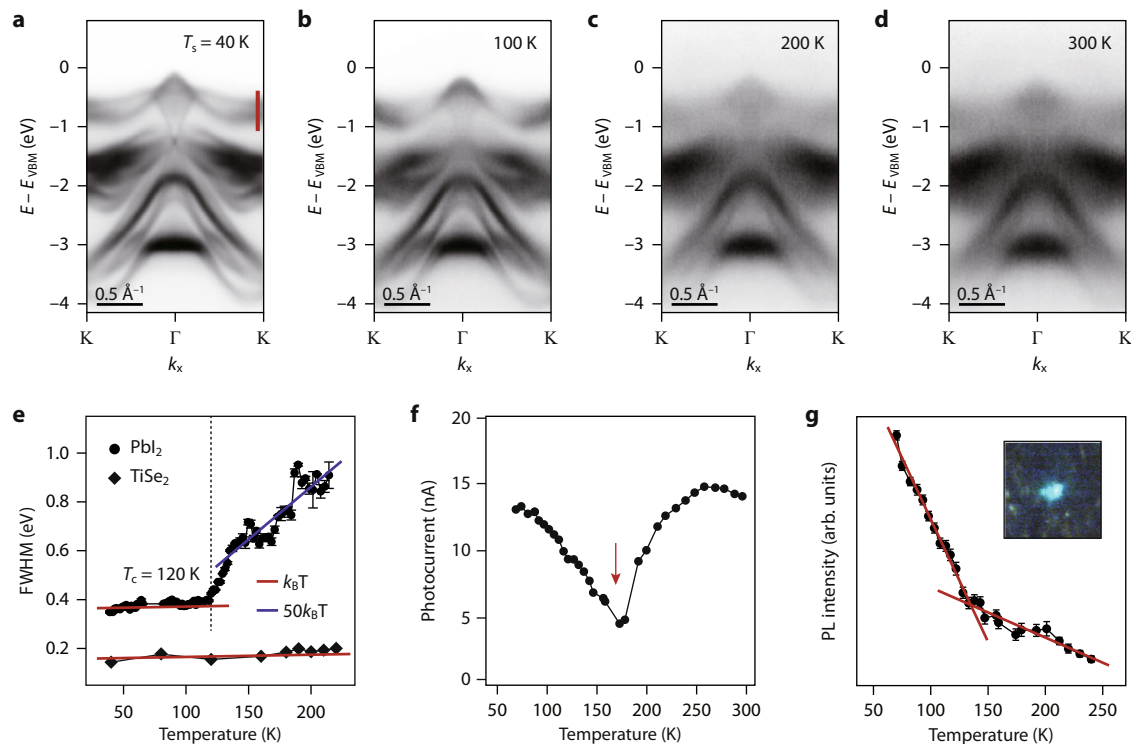 a
T_s = 40 K
0
−1
−2
−3
−4
E − E_VBM (eV)
0.5 Å⁻¹
K Γ K
k_x
b
100 K
0
−1
−2
−3
−4
E − E_VBM (eV)
0.5 Å⁻¹
K Γ K
k_x
c
200 K
0
−1
−2
−3
−4
E − E_VBM (eV)
0.5 Å⁻¹
K Γ K
k_x
d
300 K
0
−1
−2
−3
−4
E − E_VBM (eV)
0.5 Å⁻¹
K Γ K
k_x
e
PbI₂
TiSe₂
T_c = 120 K
k_BT
50k_BT
1.0
0.8
0.6
0.4
0.2
FWHM (eV)
50 100 150 200
Temperature (K)
f
20
15
10
5
0
Photocurrent (nA)
50 100 150 200 250 300
Temperature (K)
g
PL intensity (arb. units)
50 100 150 200 250
Temperature (K)